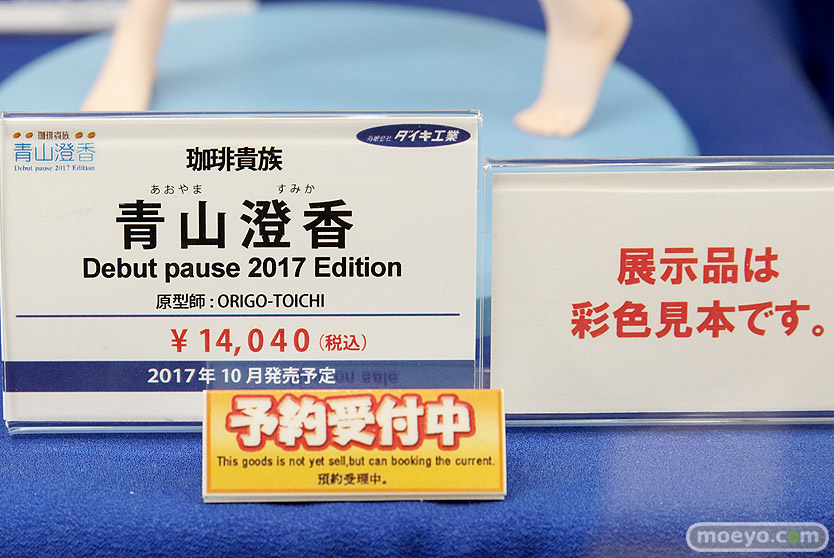 珈琲貴族
青山澄香
Debut pause 2017 Edition
有限会社 ダイキ工業
珈琲貴族
あおやま すみか
青山澄香
Debut pause 2017 Edition
原型師:ORIGO-TOICHI
¥14,040(税込)
2017年10月発売予定
予約受付中
This goods is not yet sell,but can booking the current.
預約受理中。
展示品は
彩色見本です。
moeyo.com